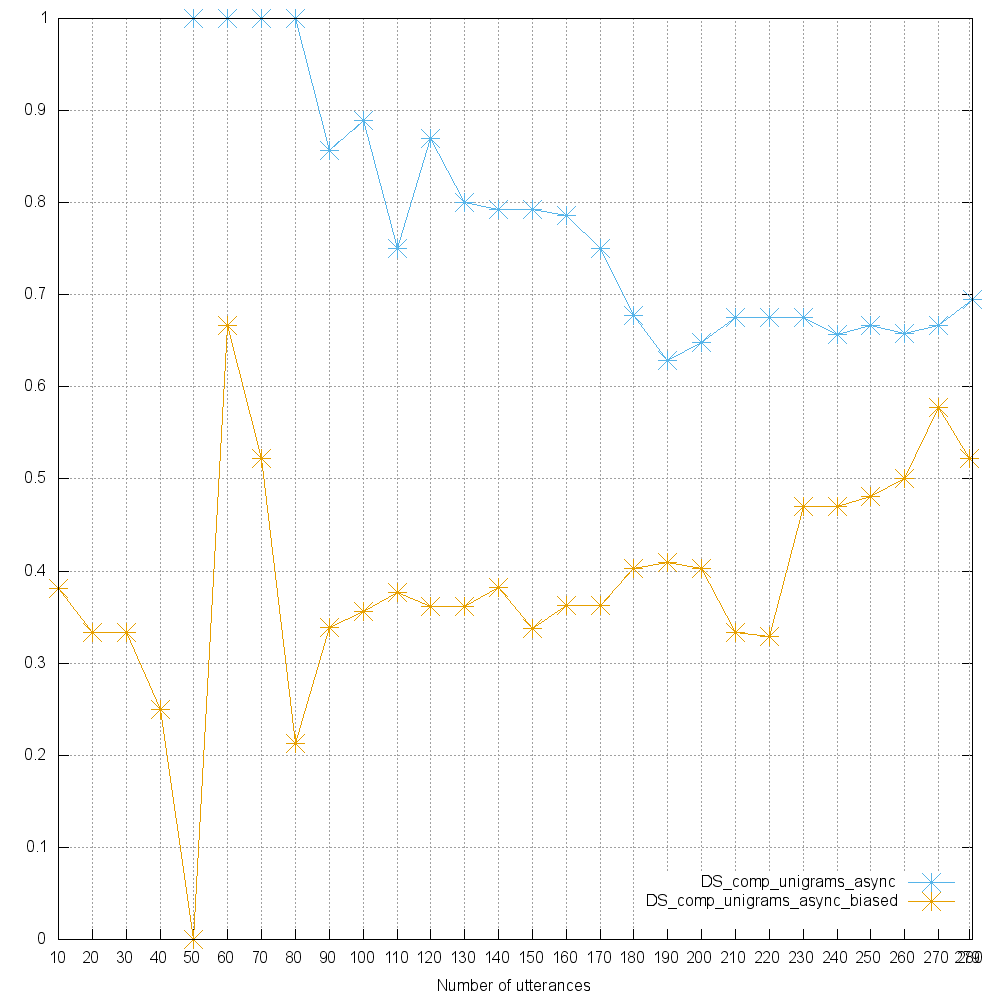 1
0.9
0.8
0.7
0.6
0.5
0.4
0.3
0.2
0.1
0
DS_comp_unigrams_async
DS_comp_unigrams_async_biased
10 20 30 40 50 60 70 80 90 100 110 120 130 140 150 160 170 180 190 200 210 220 230 240 250 260 270 279 280
Number of utterances